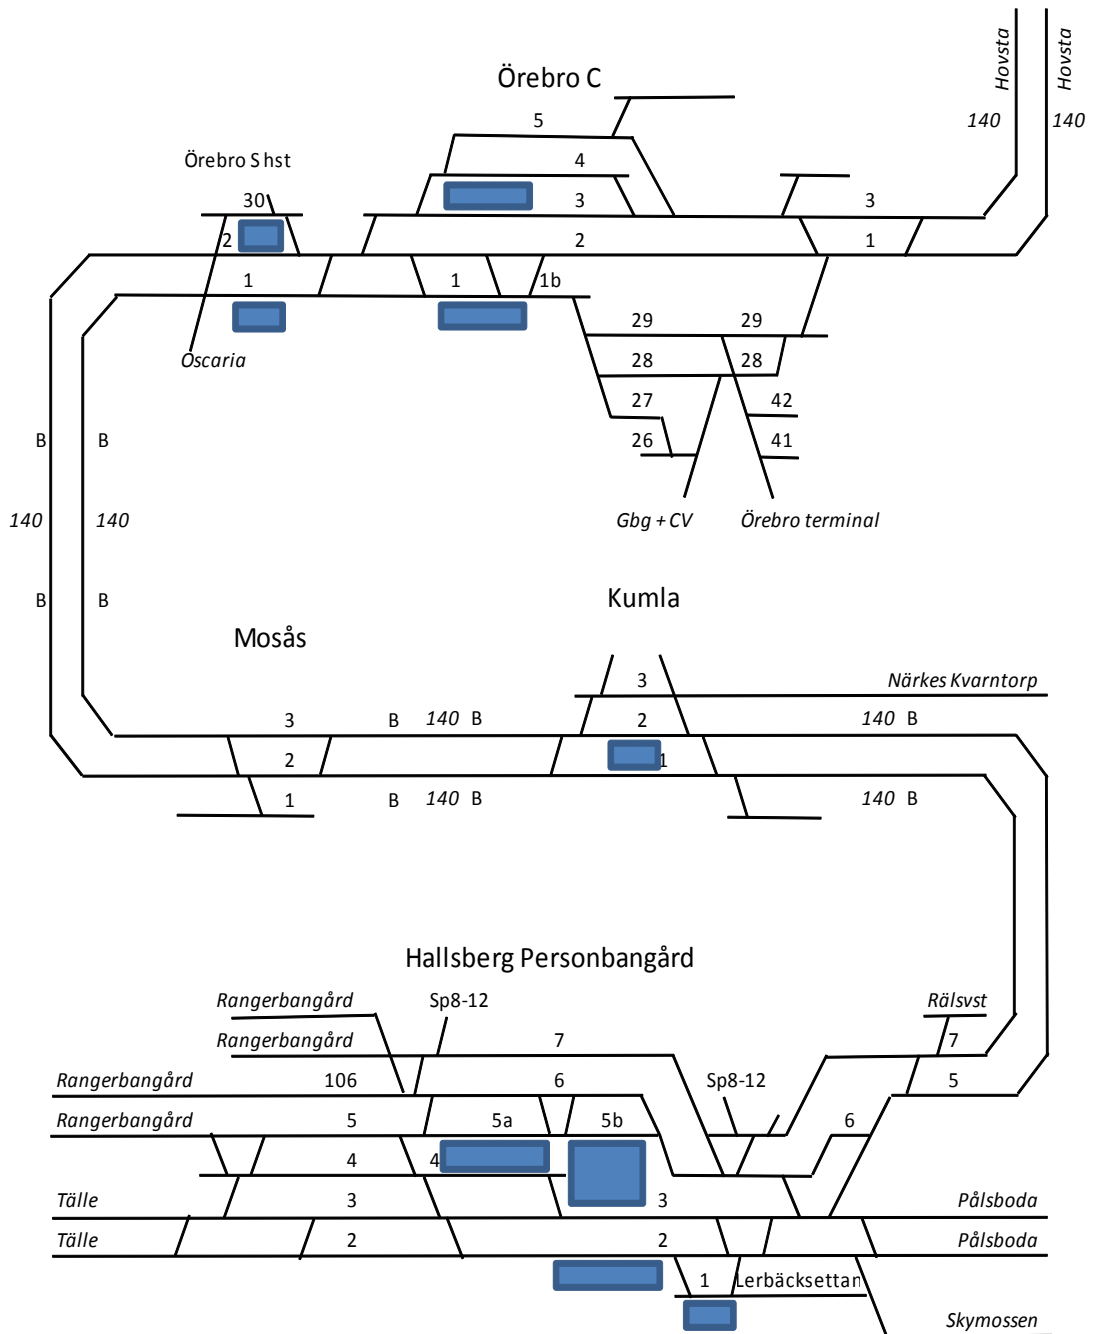 Hovsta Hovsta
Örebro C
5
140 140
Örebro S hst
4
30
3 3
2 2 1
1 1 1b
29 29
Oscaria
28 28
27 42
B B
26 41
140 140
Gbg + CV Örebro terminal
B B
Kumla
Mosås
3 Närkes Kvarntorp
3 B 140 B 2 140 B
2 1
1 B 140 B 140 B
Hallsberg Personbangård
Rangerbangård Sp8-12 Rälsvst
Rangerbangård 7 7
Rangerbangård 106 6 Sp8-12 5
Rangerbangård 5 5a 5b 6
4 4
Tälle 3 3 Pålsboda
Tälle 2 2 Pålsboda
1 Lerbäcksettan
Skymossen